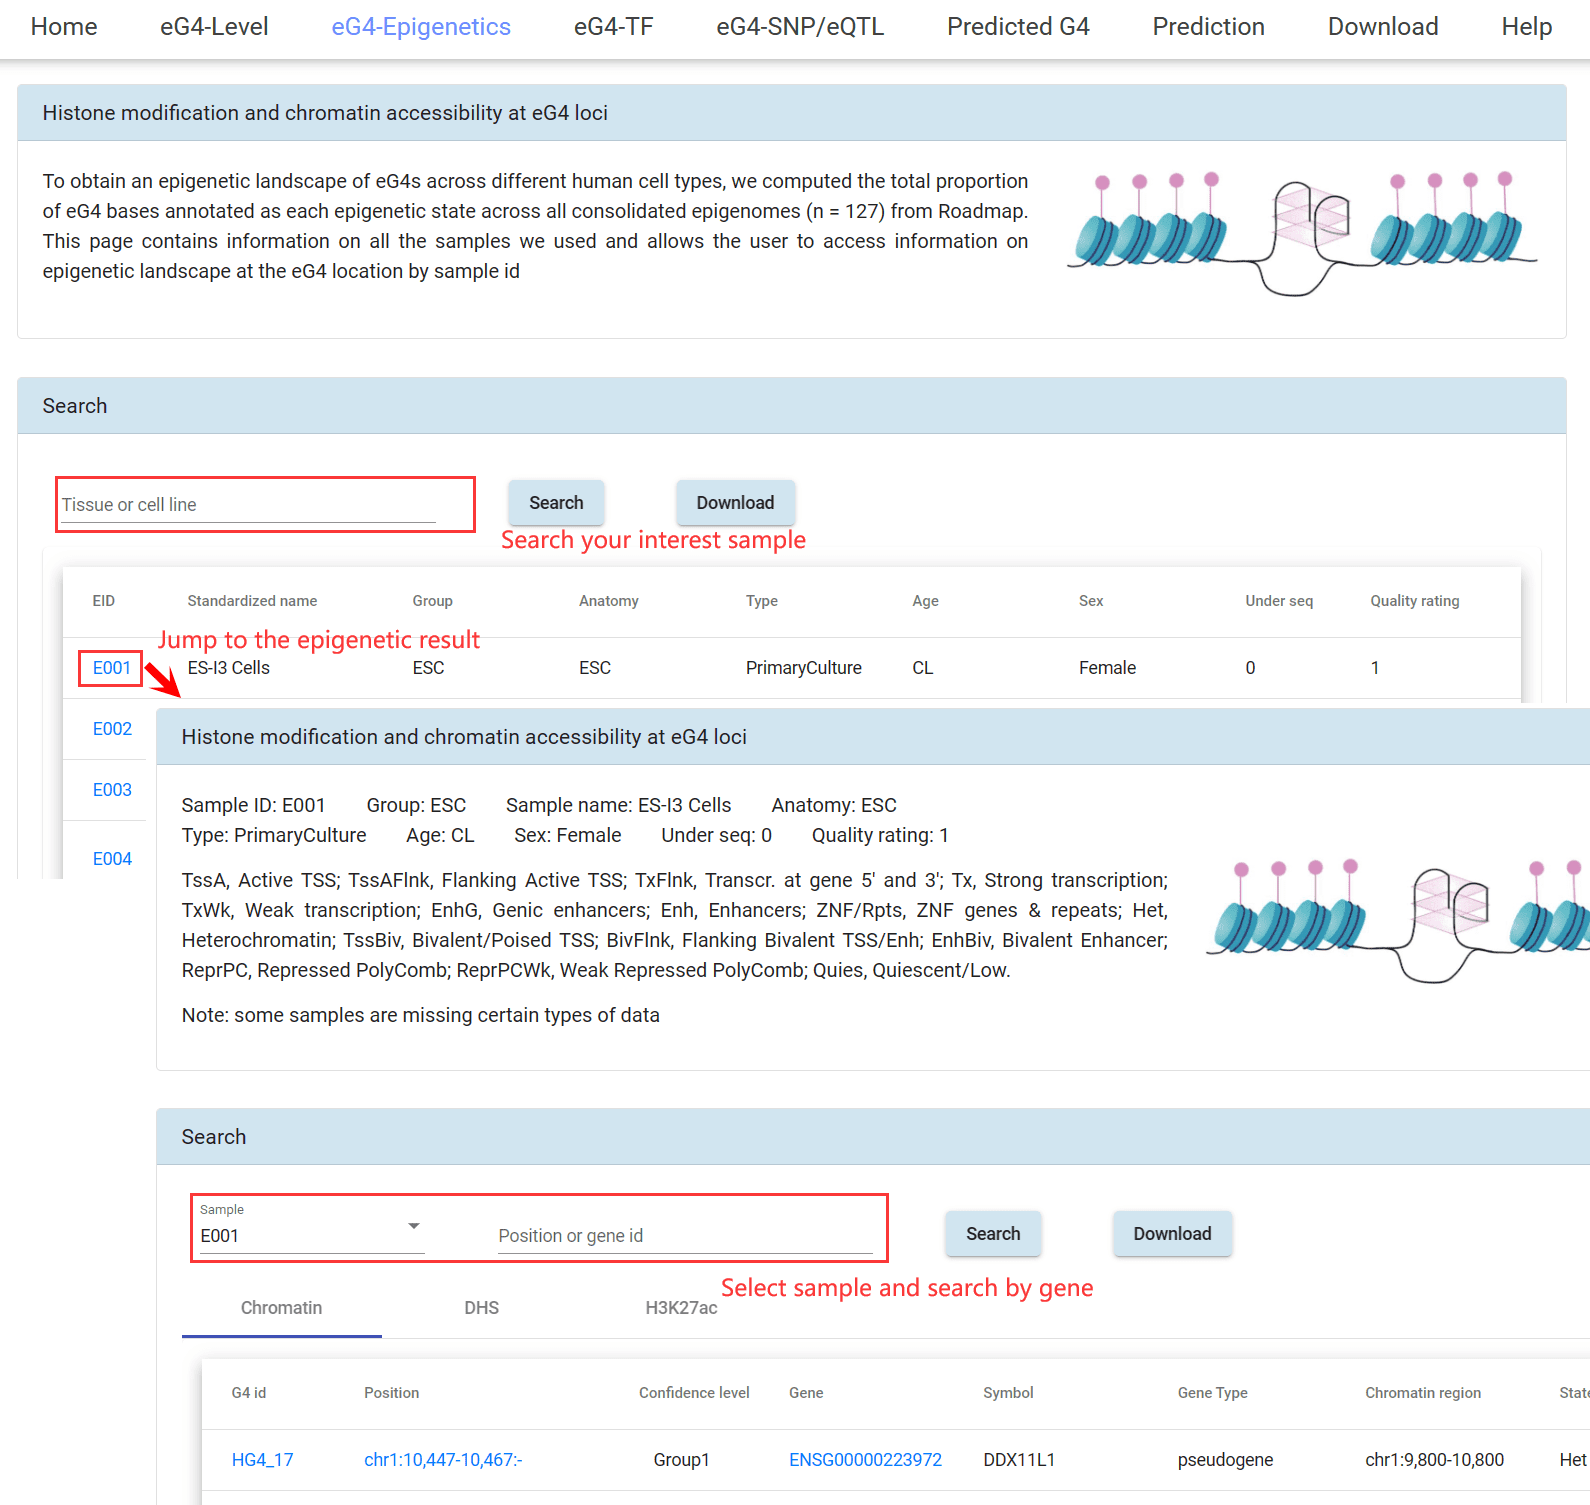 Home eG4-Level eG4-Epigenetics eG4-TF eG4-SNP/eQTL Predicted G4 Prediction Download Help
Histone modification and chromatin accessibility at eG4 loci
To obtain an epigenetic landscape of eG4s across different human cell types, we computed the total proportion
of eG4 bases annotated as each epigenetic state across all consolidated epigenomes (n = 127) from Roadmap.
This page contains information on all the samples we used and allows the user to access information on
epigenetic landscape at the eG4 location by sample id
Search
Tissue or cell line Search Download
Search your interest sample
EID Standardized name Group Anatomy Type Age Sex Under seq Quality rating
Jump to the epigenetic result
E001 ES-I3 Cells ESC ESC PrimaryCulture CL Female 0 1
E002
E003
E004
Histone modification and chromatin accessibility at eG4 loci
Sample ID: E001 Group: ESC Sample name: ES-I3 Cells Anatomy: ESC
Type: PrimaryCulture Age: CL Sex: Female Under seq: 0 Quality rating: 1
TssA, Active TSS; TssAFlnk, Flanking Active TSS; TxFlnk, Transcr. at gene 5' and 3'; Tx, Strong transcription;
TxWk, Weak transcription; EnhG, Genic enhancers; Enh, Enhancers; ZNF/Rpts, ZNF genes & repeats; Het,
Heterochromatin; TssBiv, Bivalent/Poised TSS; BivFlnk, Flanking Bivalent TSS/Enh; EnhBiv, Bivalent Enhancer;
ReprPC, Repressed PolyComb; ReprPCWk, Weak Repressed PolyComb; Quies, Quiescent/Low.
Note: some samples are missing certain types of data
Search
Sample
E001 Position or gene id Search Download
Select sample and search by gene
Chromatin DHS H3K27ac
G4 id Position Confidence level Gene Symbol Gene Type Chromatin region State
HG4_17 chr1:10,447-10,467:- Group1 ENSG00000223972 DDX11L1 pseudogene chr1:9,800-10,800 Het